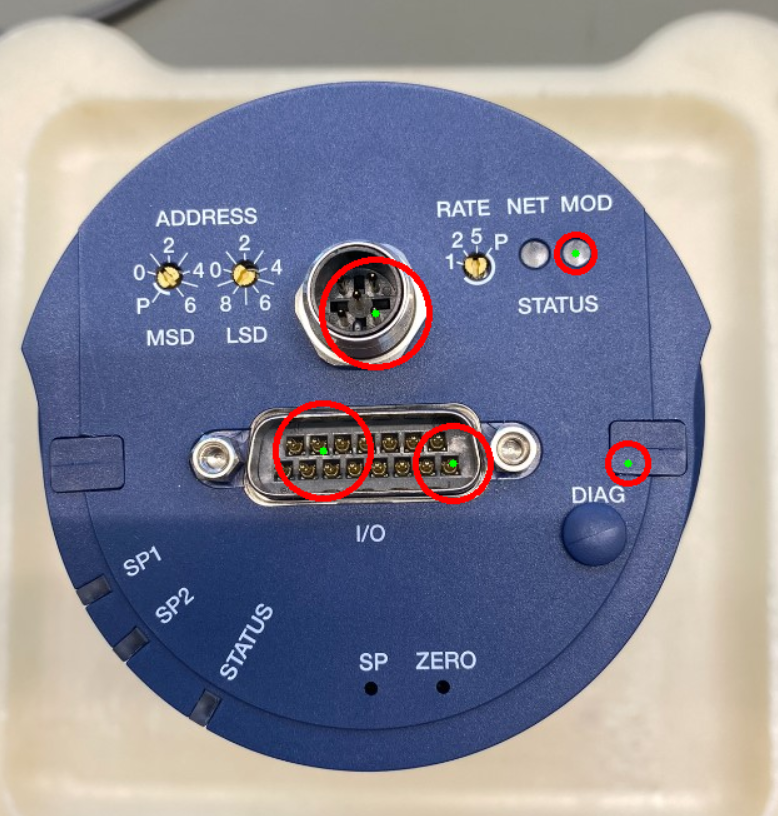 ADDRESS
RATE NET MOD
2 2 2 5 P
0 4 0 4 1
P 6 8 6
MSD LSD
STATUS
DIAG
I/O
SP1
SP2
STATUS
SP ZERO